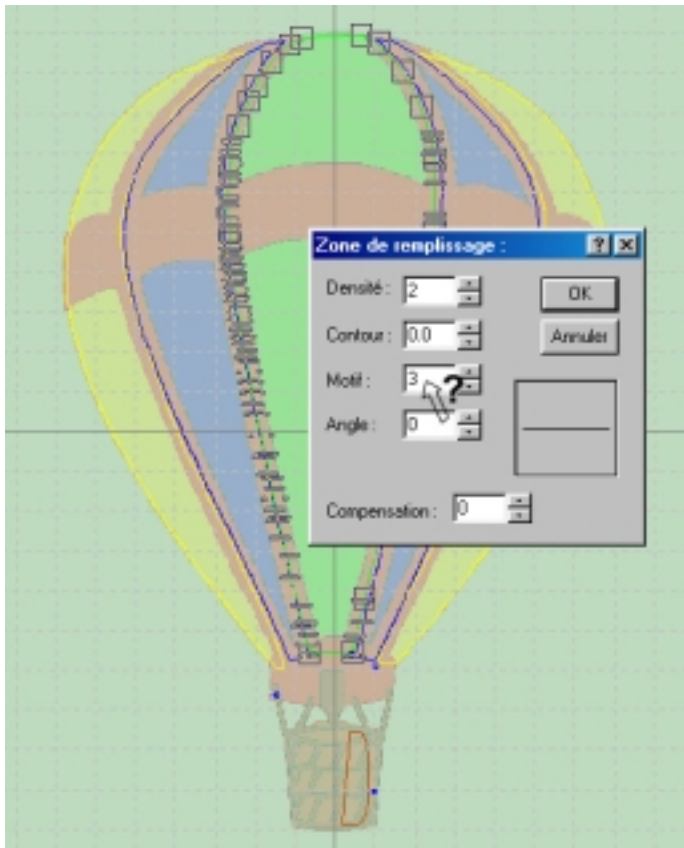 Zone de remplissage :
Densité : 2
OK
Contour : 0.0
Annuler
Motif : 3
Angle : 0
Compensation : 0